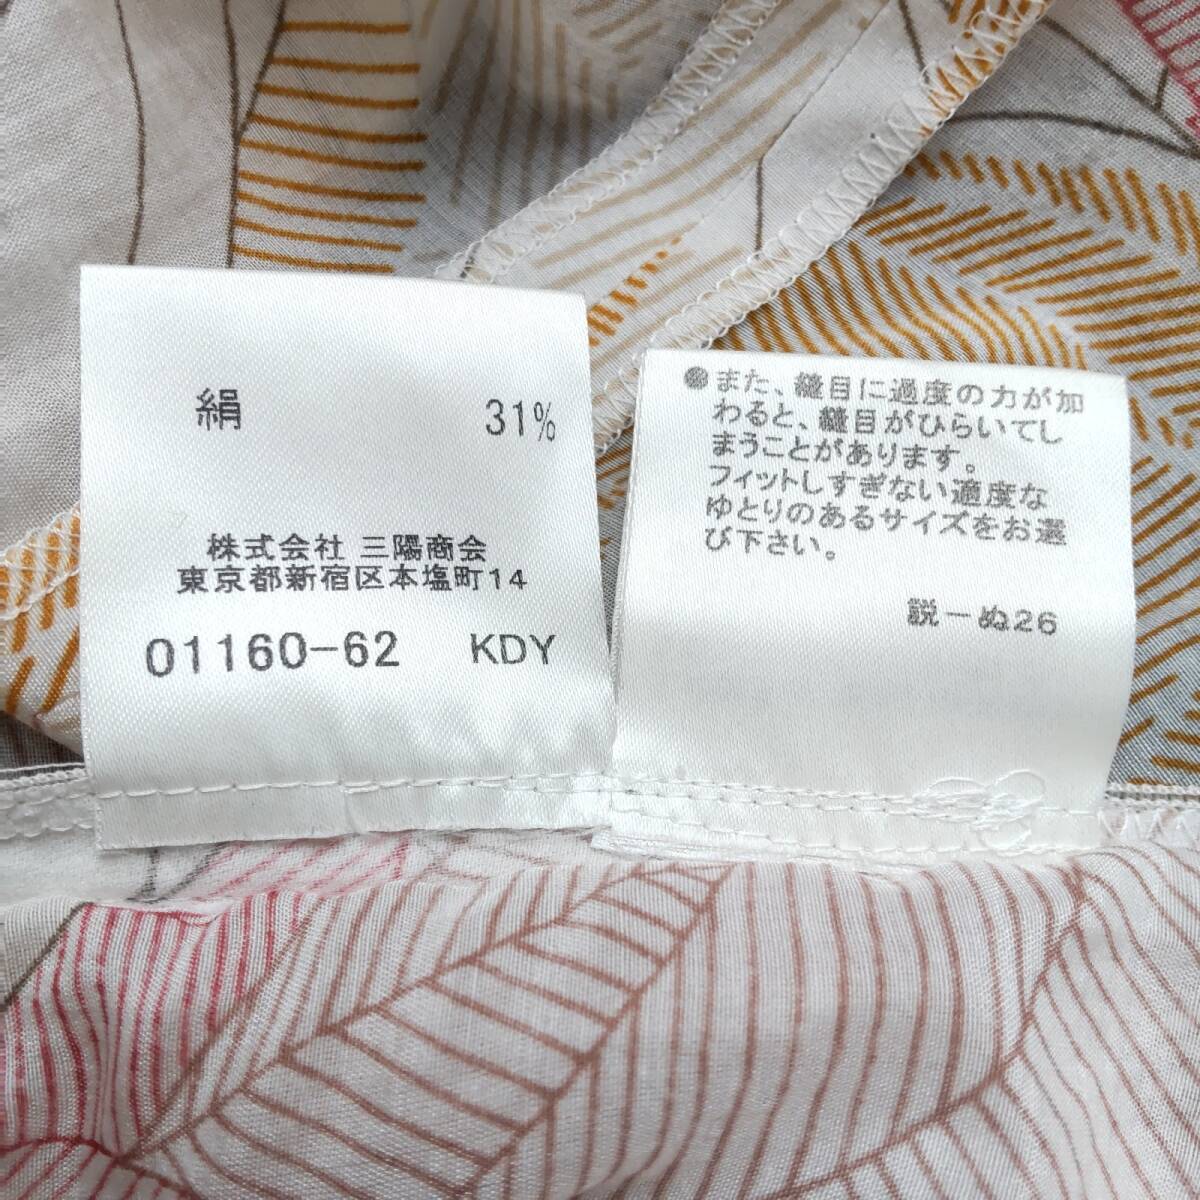 絹 31%
株式会社 三陽商会
東京都新宿区本塩町14
01160-62 KDY
●また、縫目に過度の力が加
わると、縫目がひらいてし
まうことがあります。
フィットしすぎない適度な
ゆとりのあるサイズをお選
び下さい。
説ーぬ26